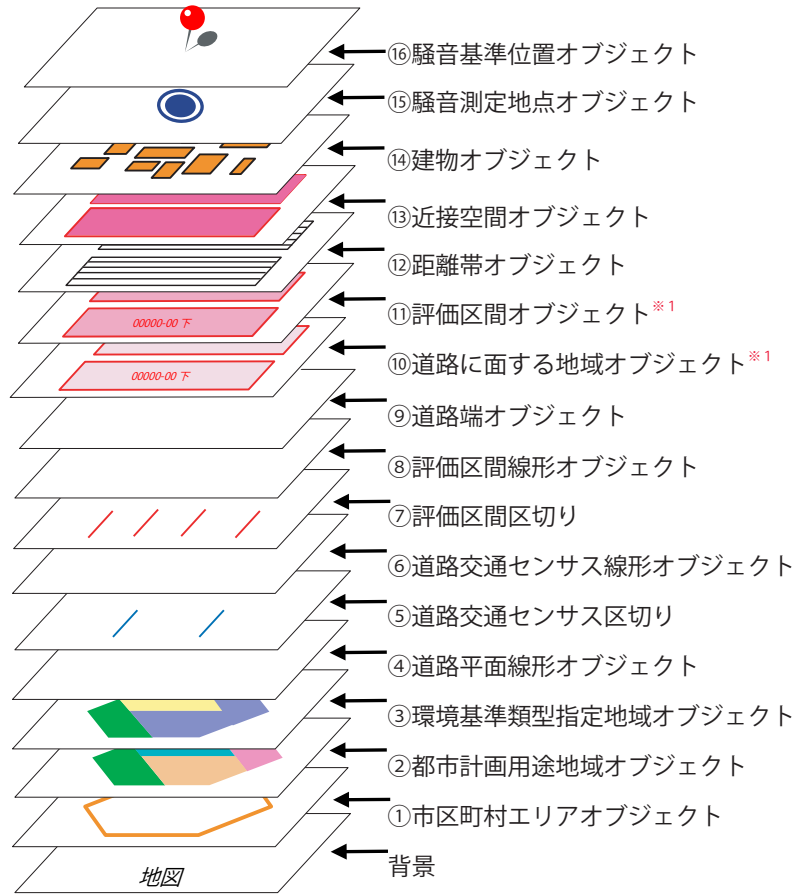 ⑯騒音基準位置オブジェクト
⑮騒音測定地点オブジェクト
⑭建物オブジェクト
⑬近接空間オブジェクト
⑫距離帯オブジェクト
⑪評価区間オブジェクト※1
00000-00 下
⑩道路に面する地域オブジェクト※1
00000-00 下
⑨道路端オブジェクト
⑧評価区間線形オブジェクト
⑦評価区間区切り
⑥道路交通センサス線形オブジェクト
⑤道路交通センサス区切り
④道路平面線形オブジェクト
③環境基準類型指定地域オブジェクト
②都市計画用途地域オブジェクト
①市区町村エリアオブジェクト
背景
地図